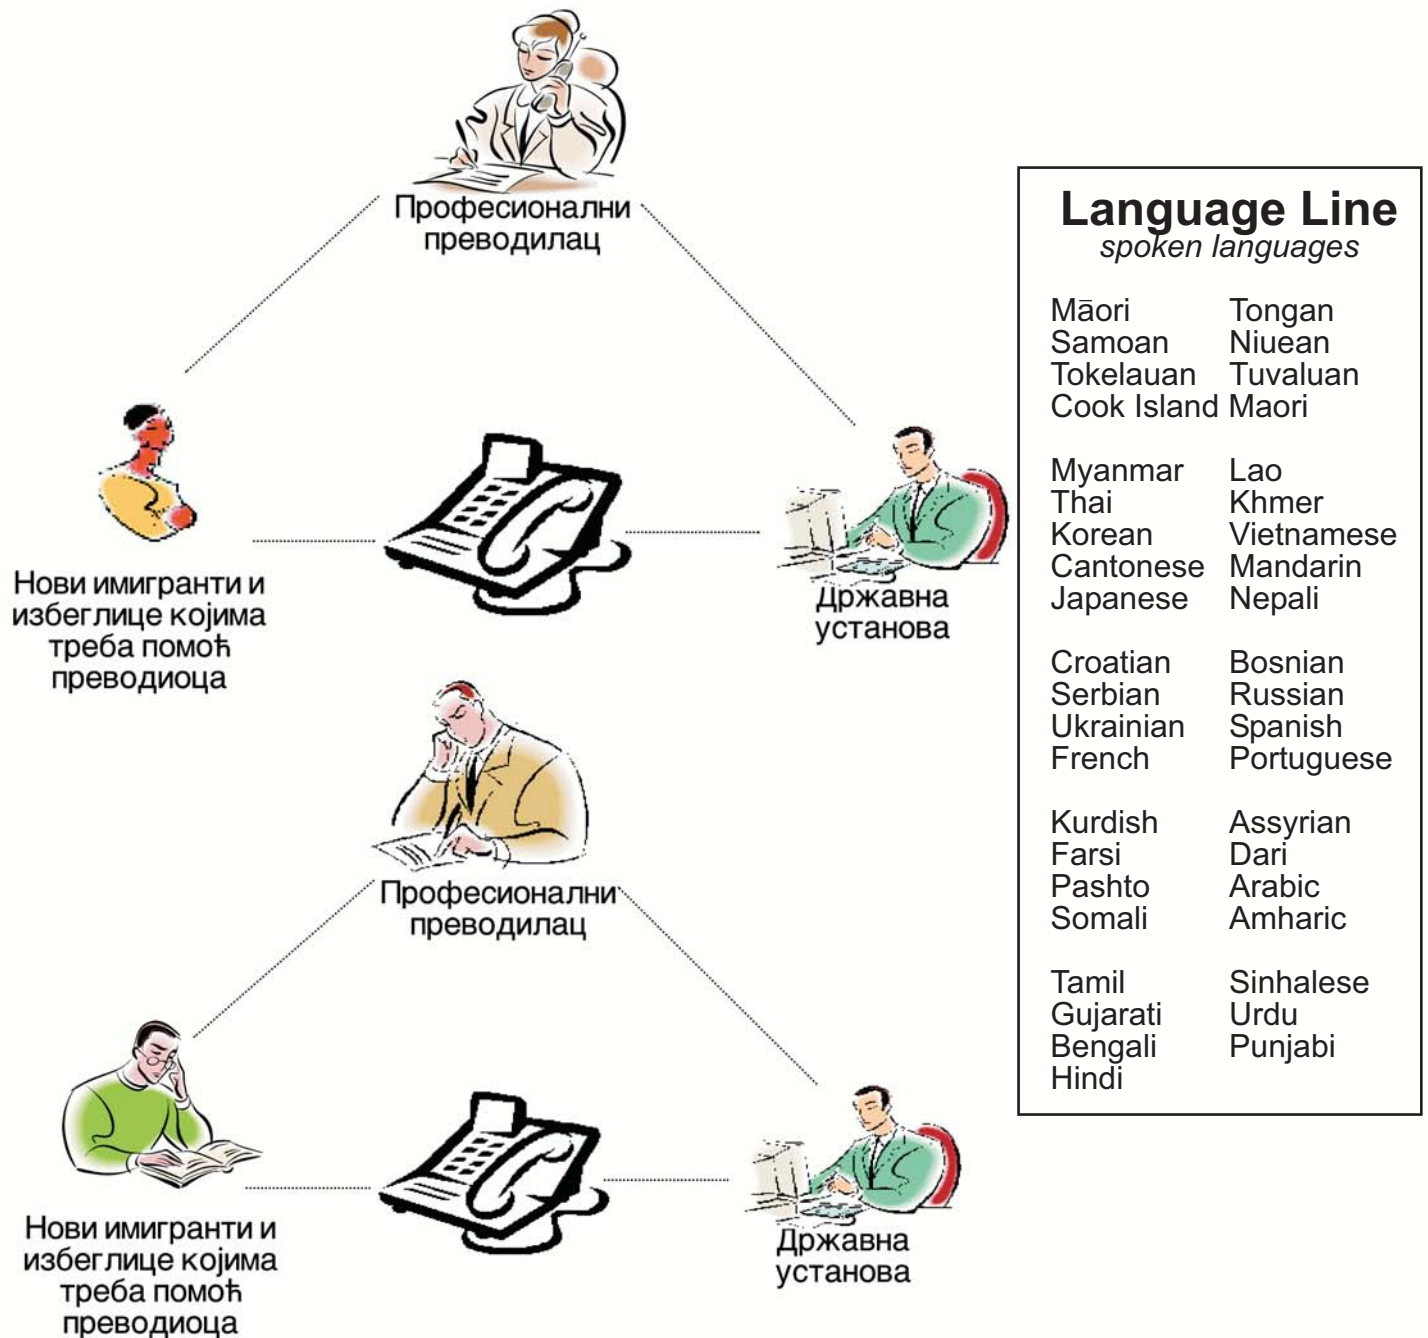 Професионални
преводилац
Нови имигранти и
избеглице којима
треба помоћ
преводиоца
Државна
установа
Професионални
преводилац
Нови имигранти и
избеглице којима
треба помоћ
преводиоца
Државна
установа
Language Line
spoken languages
Māori Tongan
Samoan Niuean
Tokelauan Tuvaluan
Cook Island Maori
Myanmar Lao
Thai Khmer
Korean Vietnamese
Cantonese Mandarin
Japanese Nepali
Croatian Bosnian
Serbian Russian
Ukrainian Spanish
French Portuguese
Kurdish Assyrian
Farsi Dari
Pashto Arabic
Somali Amharic
Tamil Sinhalese
Gujarati Urdu
Bengali Punjabi
Hindi